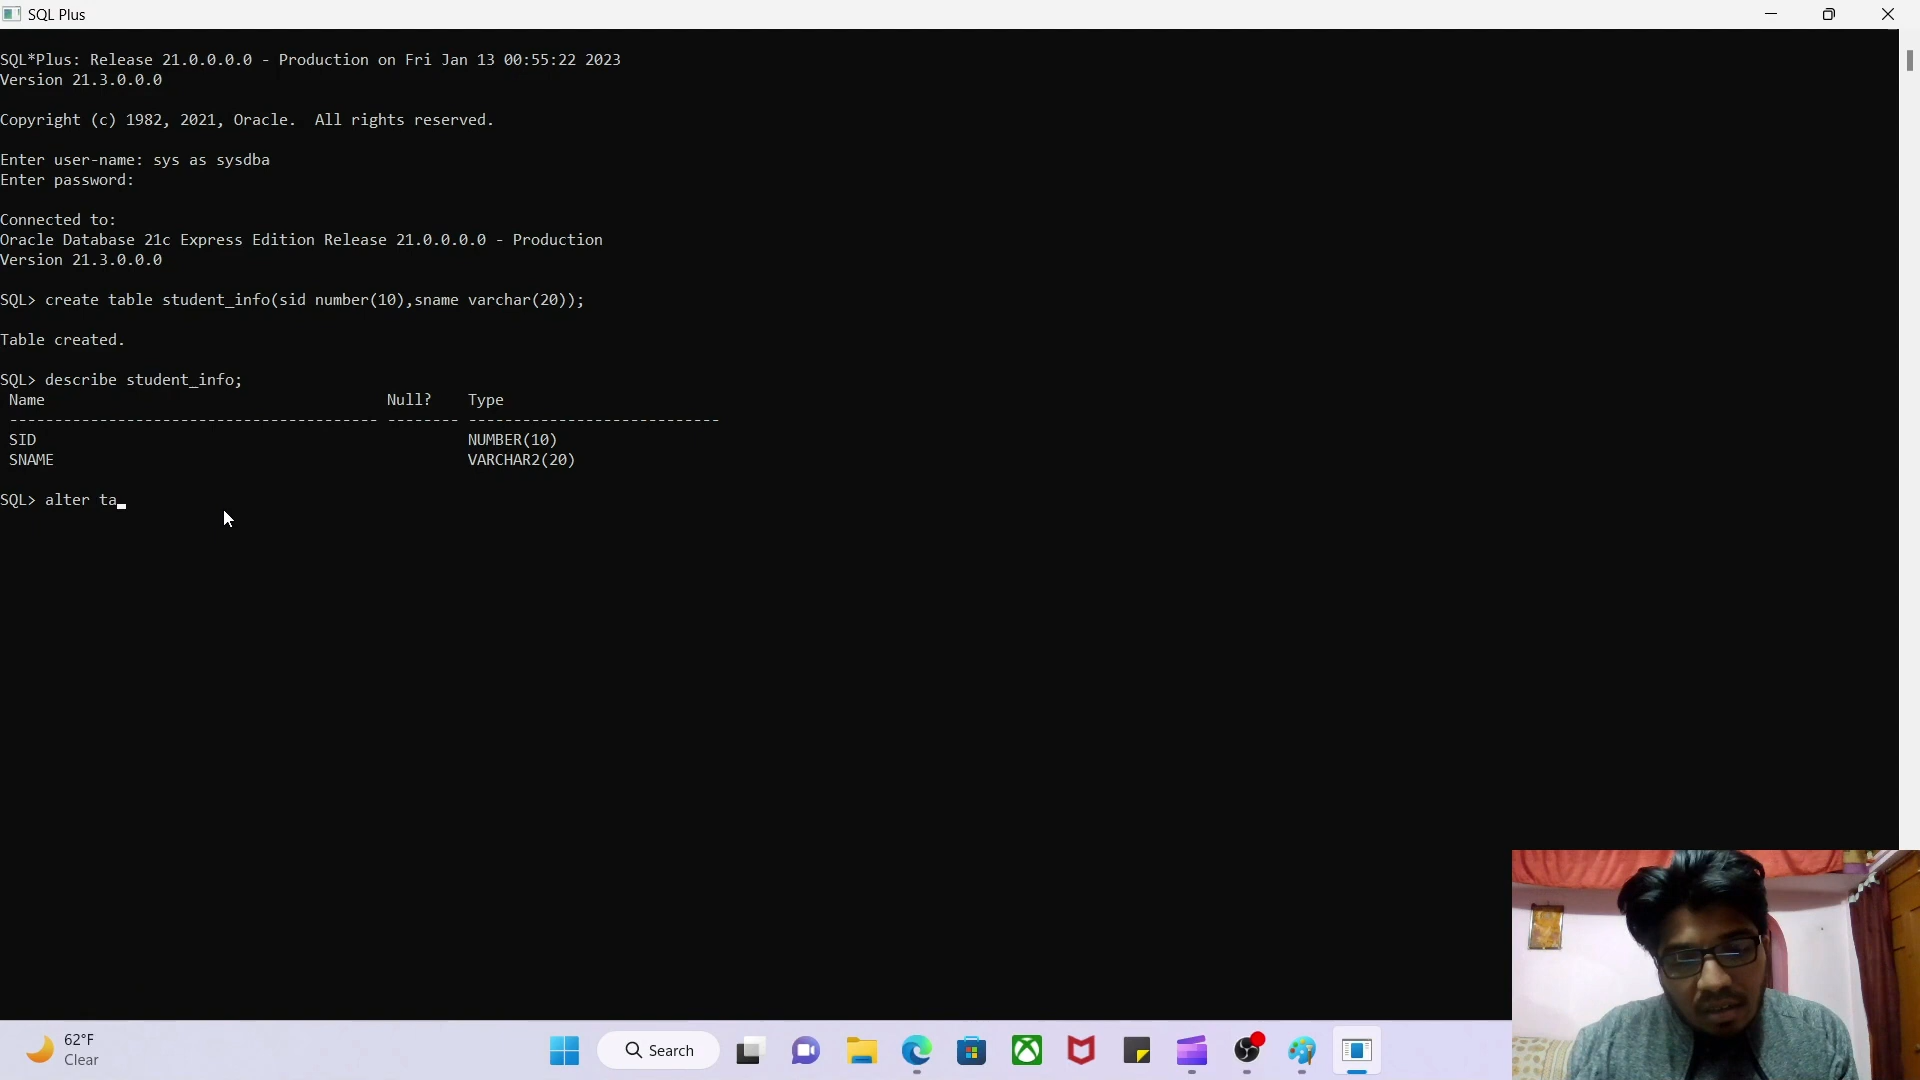 SQL Plus
SQL*Plus: Release 21.0.0.0.0 - Production on Fri Jan 13 00:55:22 2023
Version 21.3.0.0.0
Copyright (c) 1982, 2021, Oracle.  All rights reserved.
Enter user-name: sys as sysdba
Enter password:
Connected to:
Oracle Database 21c Express Edition Release 21.0.0.0.0 - Production
Version 21.3.0.0.0
SQL> create table student_info(sid number(10),sname varchar(20));
Table created.
SQL> describe student_info;
Name Null? Type
----------------------------------------- -------- ----------------------------
SID NUMBER(10)
SNAME VARCHAR2(20)
SQL> alter ta_
62°F
Clear
Search